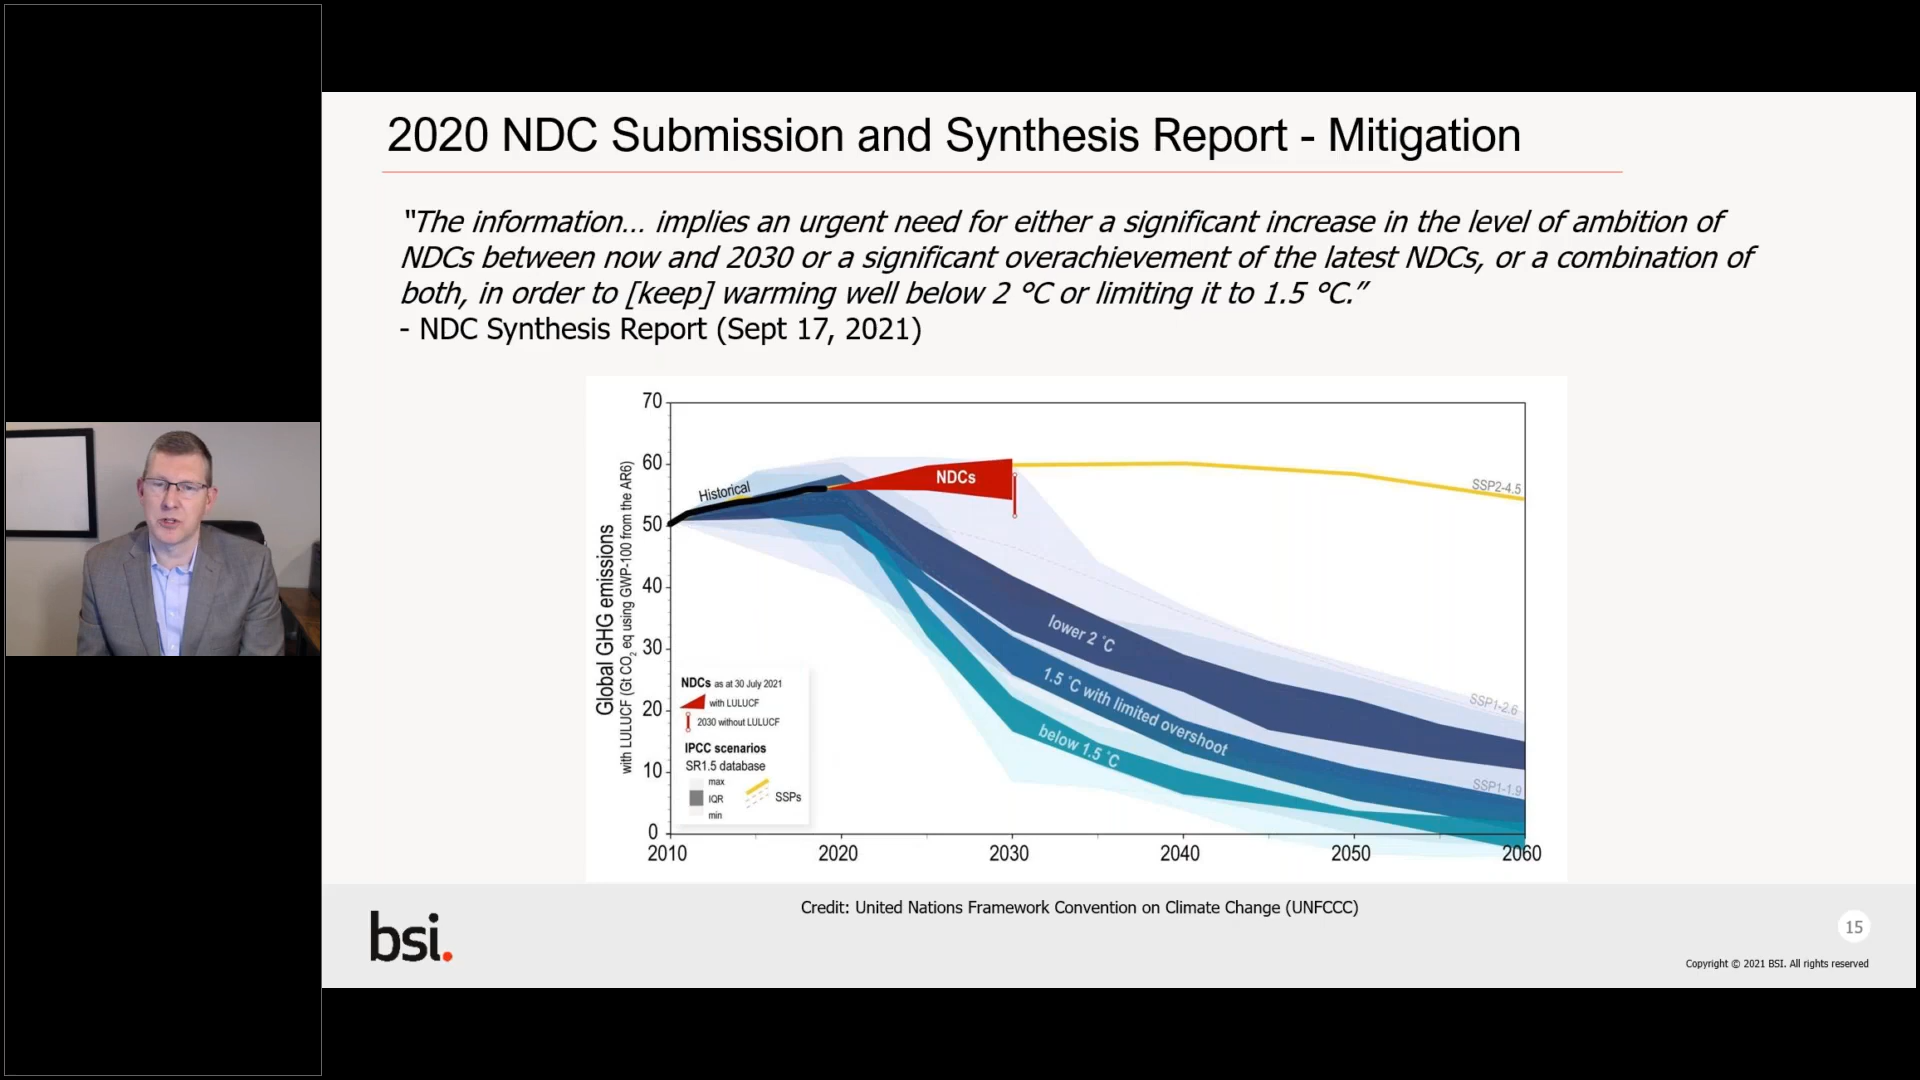 2020 NDC Submission and Synthesis Report - Mitigation
"The information... implies an urgent need for either a significant increase in the level of ambition of
NDCs between now and 2030 or a significant overachievement of the latest NDCs, or a combination of
both, in order to [keep] warming well below 2 °C or limiting it to 1.5 °C."
- NDC Synthesis Report (Sept 17, 2021)
Global GHG emissions
with LULUCF (Gt CO₂ eq using GWP-100 from the AR6)
70
60
50
40
30
20
10
0
Historical
NDCs
SSP2-4.5
lower 2 °C
1.5 °C with limited overshoot
below 1.5 °C
SSP1-2.6
SSP1-1.9
NDCs as at 30 July 2021
with LULUCF
2030 without LULUCF
IPCC scenarios
SR1.5 database
max
IQR
min
SSPs
2010 2020 2030 2040 2050 2060
Credit: United Nations Framework Convention on Climate Change (UNFCCC)
bsi.
15
Copyright © 2021 BSI. All rights reserved